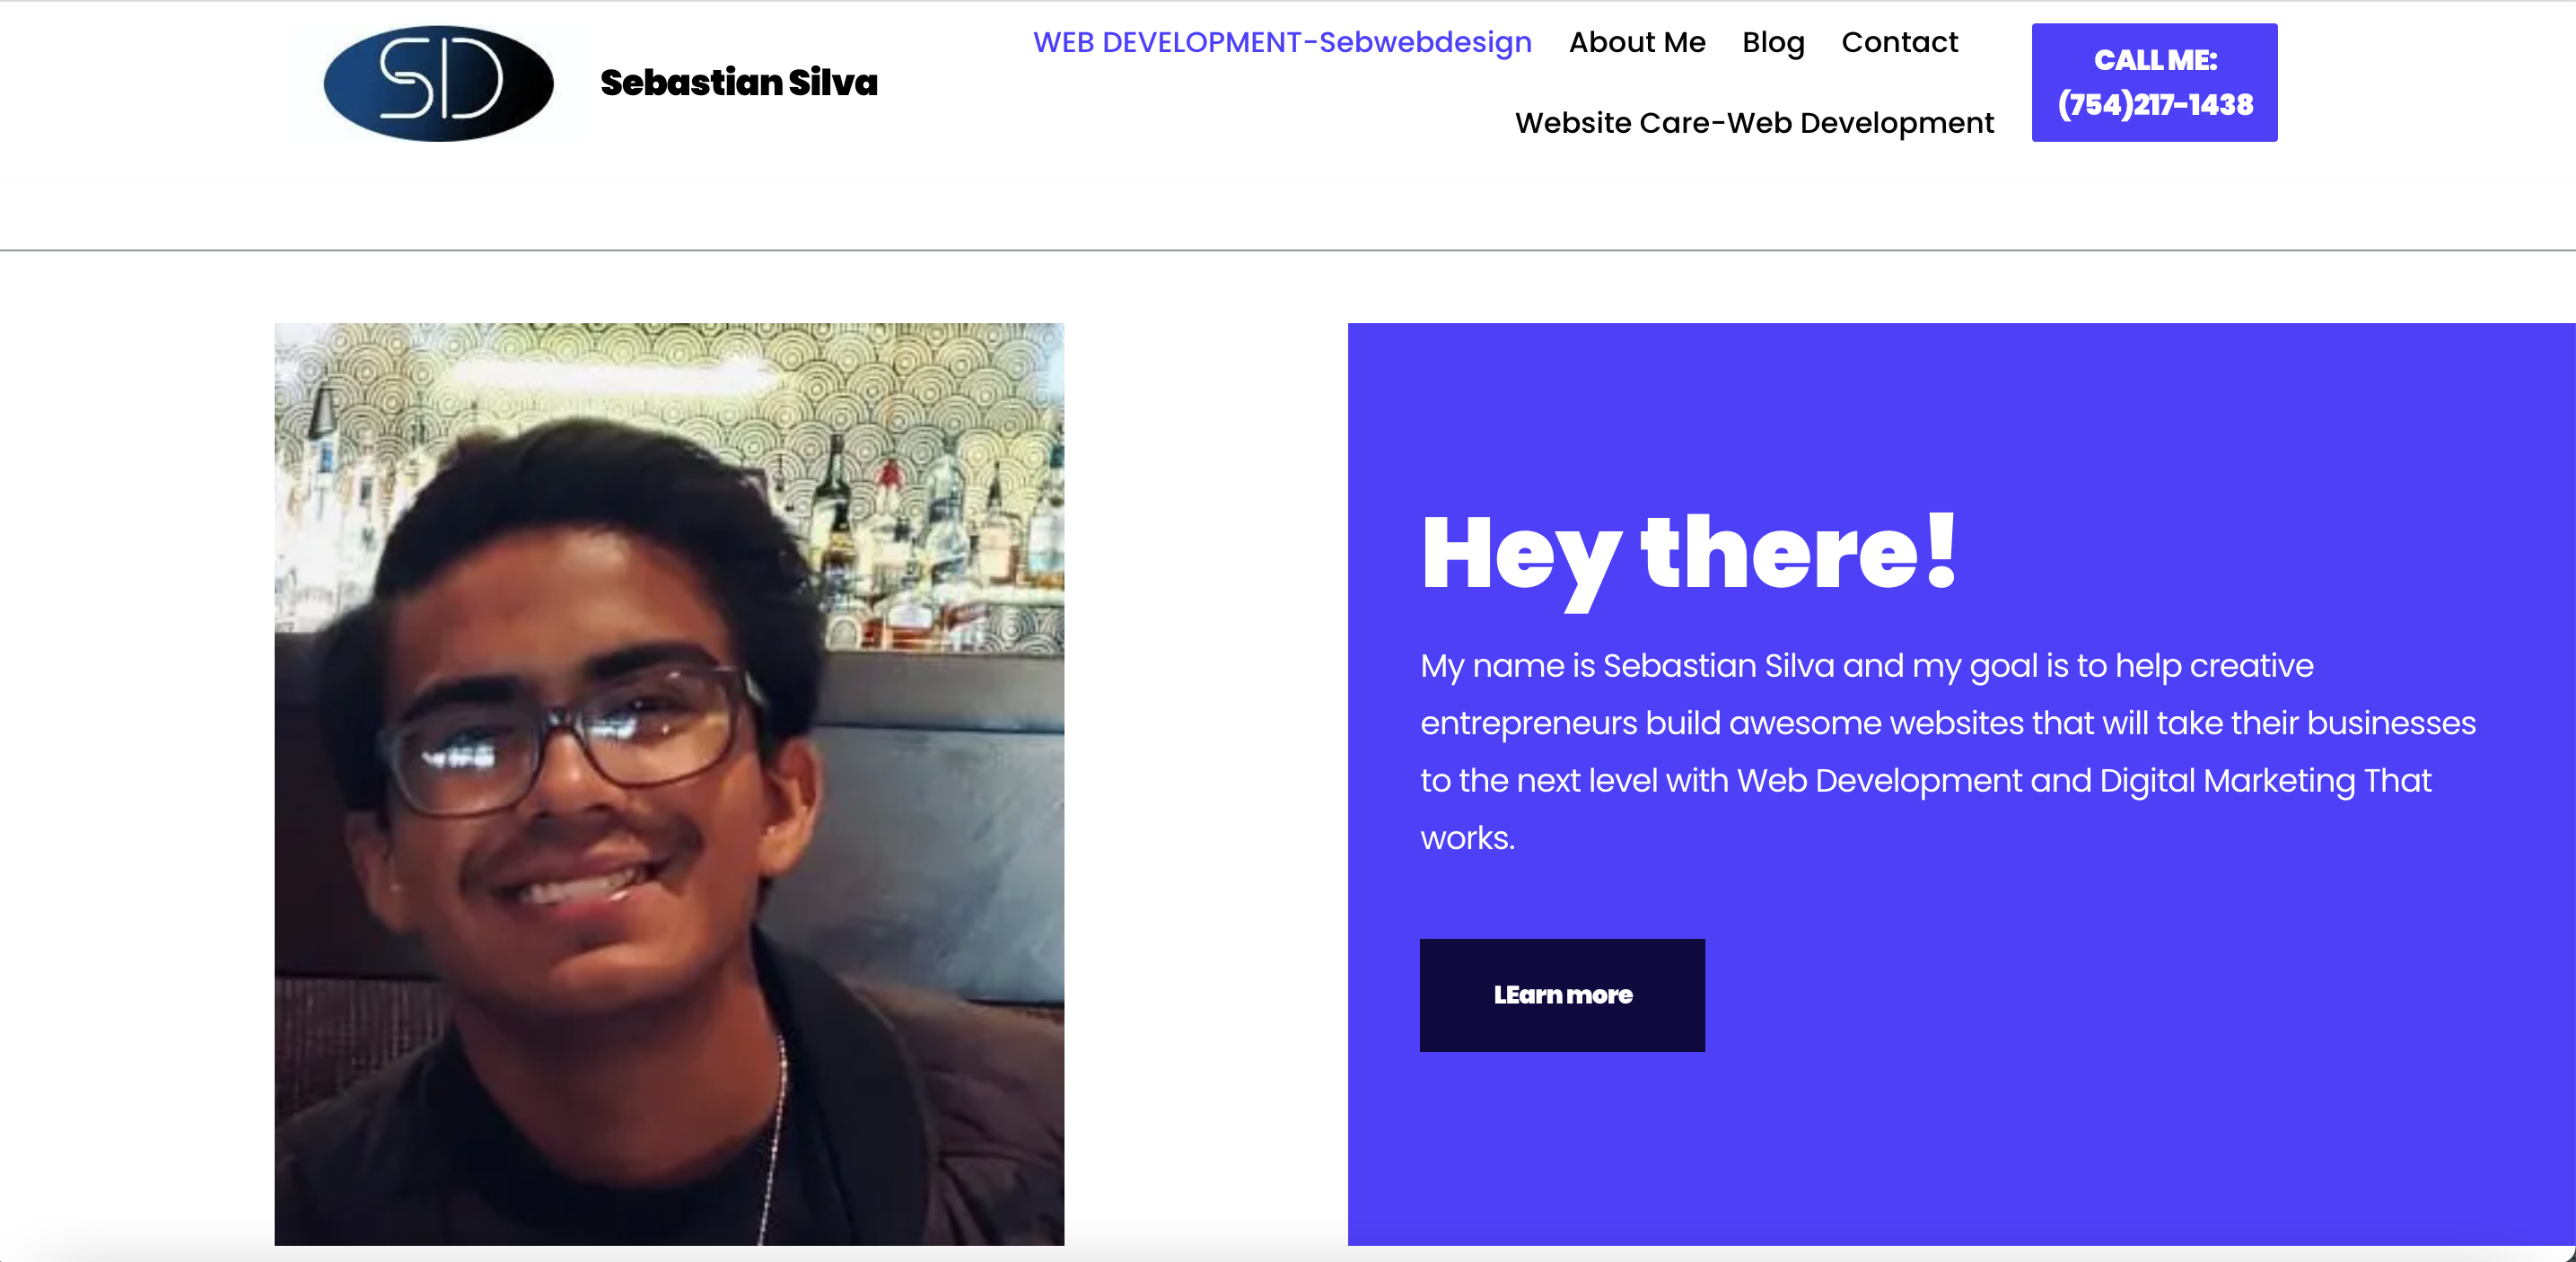 SD
Sebastian Silva
WEB DEVELOPMENT-Sebwebdesign About Me Blog Contact
Website Care-Web Development
CALL ME:
(754)217-1438
Hey there!
My name is Sebastian Silva and my goal is to help creative
entrepreneurs build awesome websites that will take their businesses
to the next level with Web Development and Digital Marketing That
works.
LEarn more